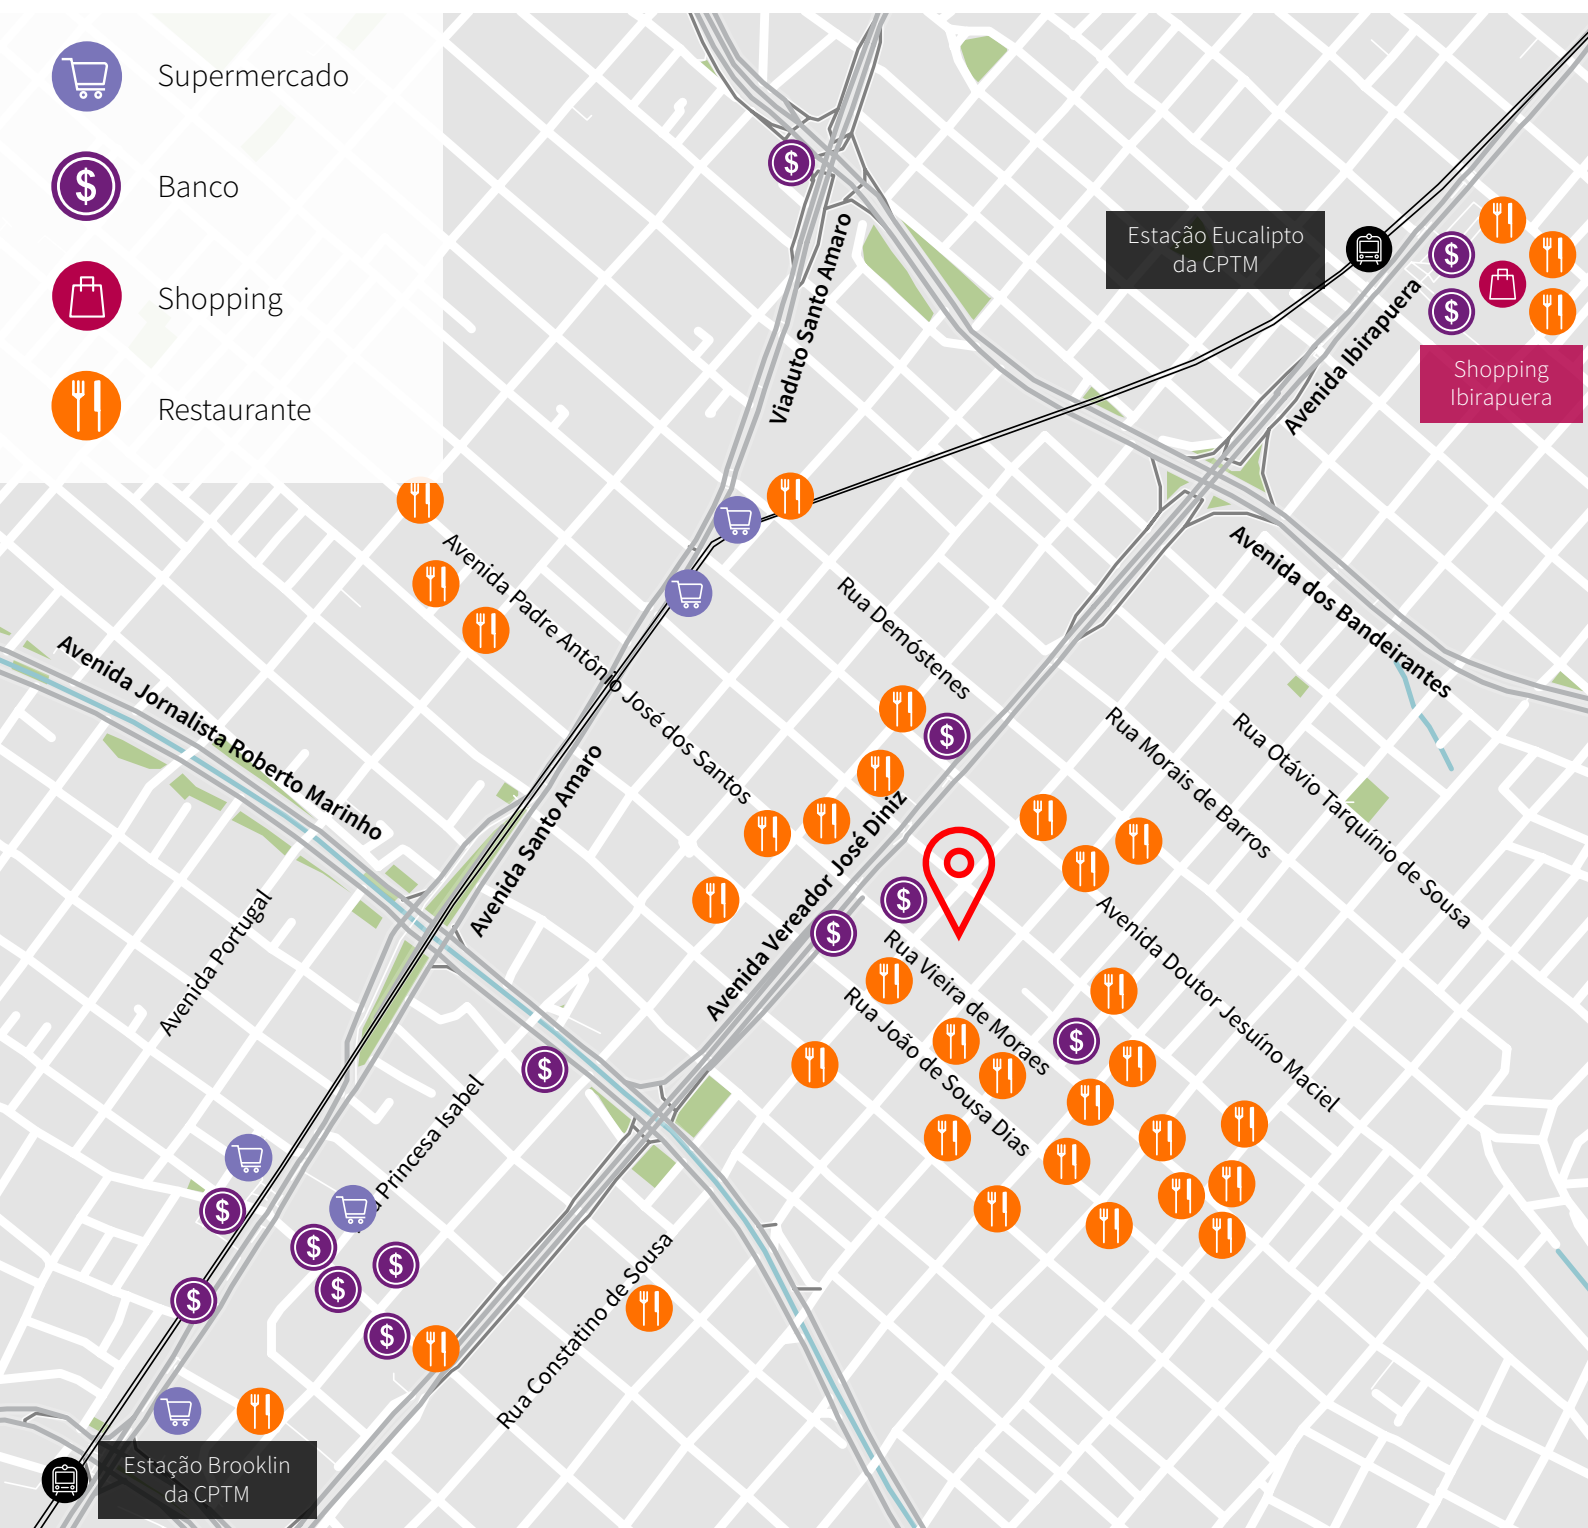 Supermercado
$
Banco
Shopping
Restaurante
$
Viaduto Santo Amaro
Estação Eucalipto
da CPTM
Avenida Ibirapuera
$
$
Shopping
Ibirapuera
Avenida Padre Antônio José dos Santos
Rua Demóstenes
Avenida dos Bandeirantes
Avenida Jornalista Roberto Marinho
Avenida Santo Amaro
$
Rua Morais de Barros
Rua Otávio Tarquínio de Sousa
Avenida Vereador José Diniz
$
$
Avenida Portugal
Rua Vieira de Moraes
Rua João de Sousa Dias
Avenida Doutor Jesuíno Maciel
$
$
Princesa Isabel
$
$
$
$
$
$
Rua Constatino de Sousa
Estação Brooklin
da CPTM